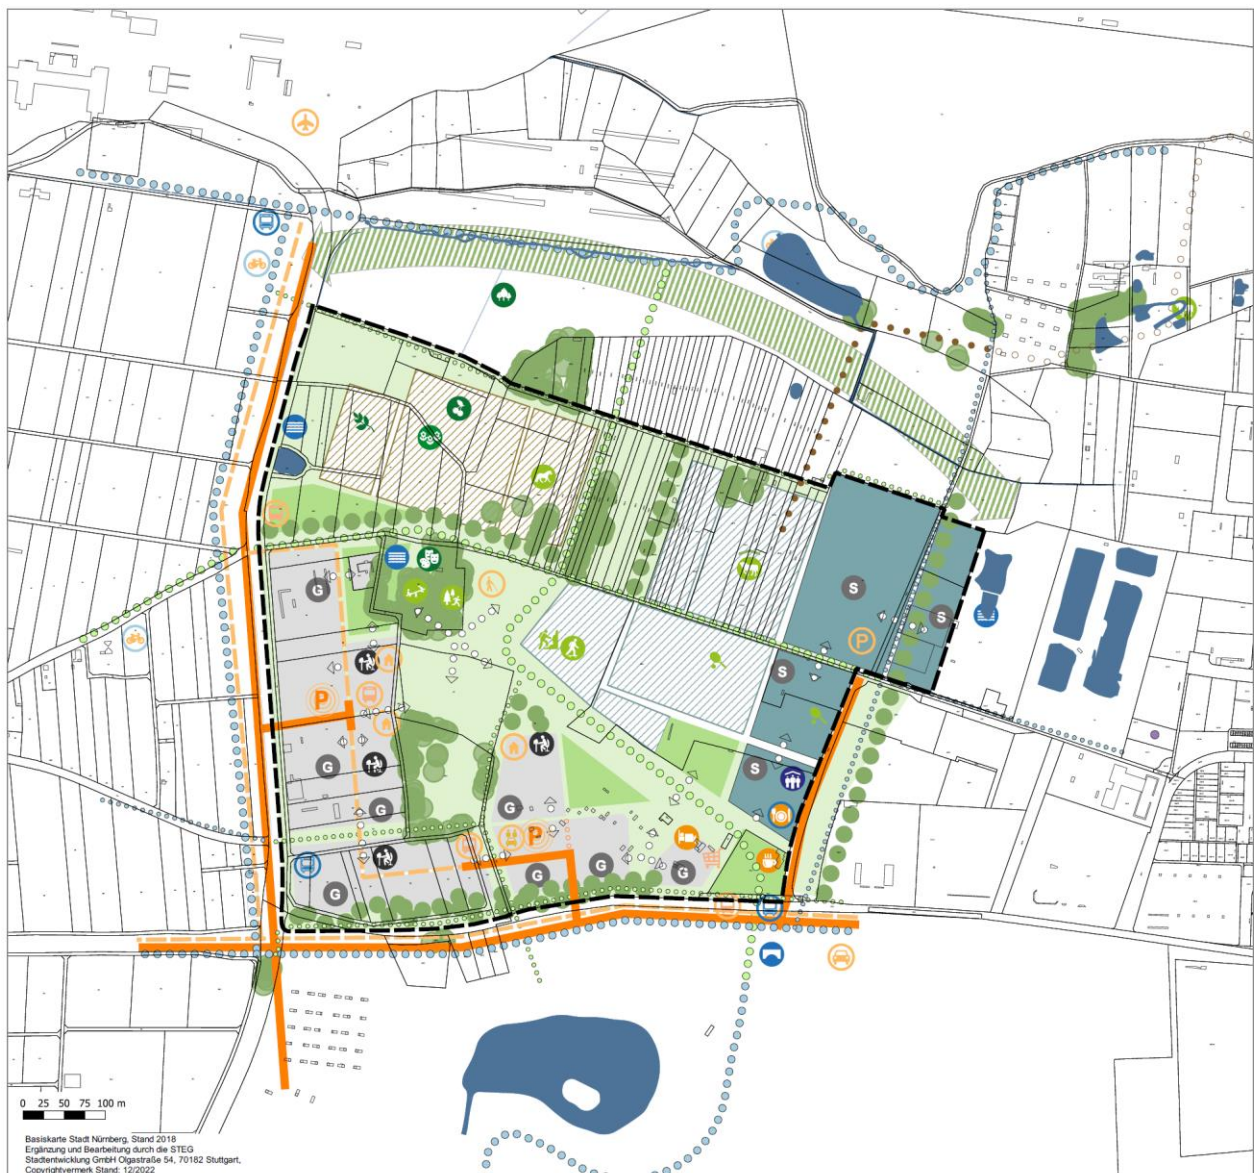 G
S
S
P
P
S
G
G
S
G
P
G
G
G
G
0 25 50 75 100 m
Basiskarte Stadt Nürnberg, Stand 2018
Ergänzung und Bearbeitung durch die STEG
Stadtentwicklung GmbH Olgastraße 54, 70182 Stuttgart,
Copyrightvermerk Stand: 12/2022